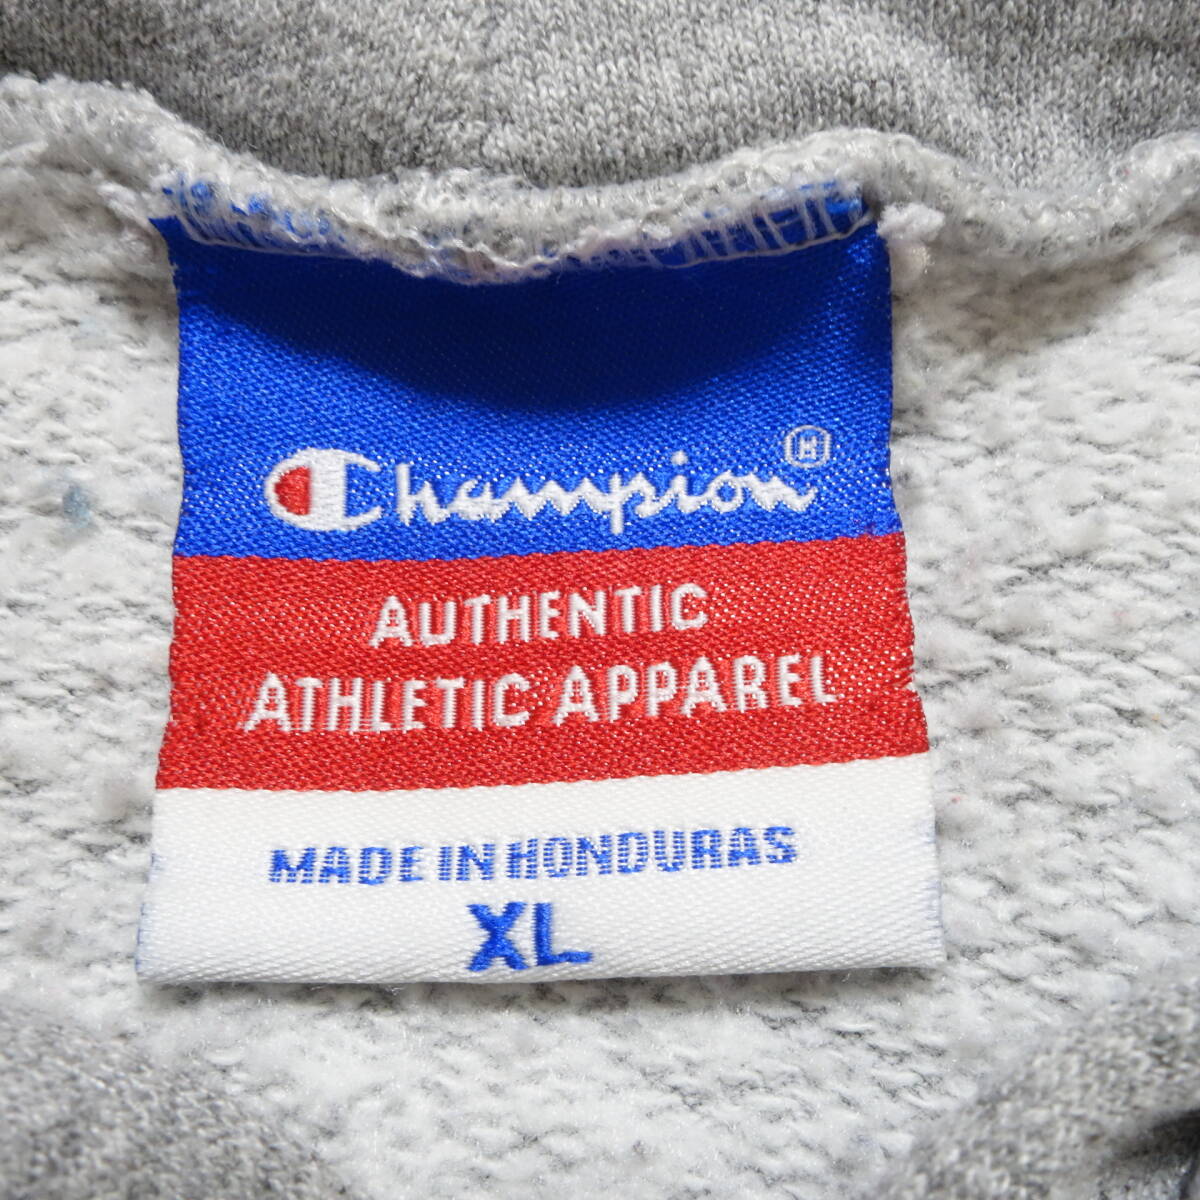 Champion®
AUTHENTIC
ATHLETIC APPAREL
MADE IN HONDURAS
XL